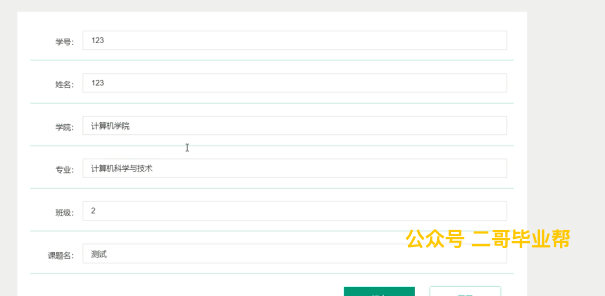 学号: 123
姓名: 123
学院: 计算机学院
专业: 计算机科学与技术
班级: 2
公众号 二哥毕业帮
课题名: 测试